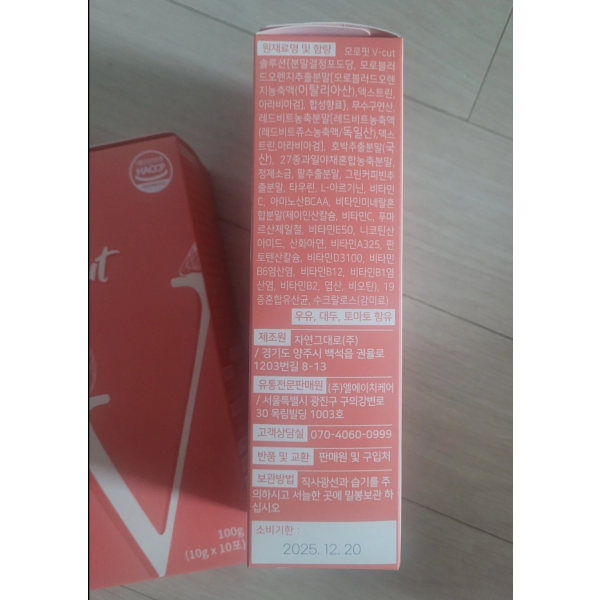 원재료명 및 함량 모로핏 V-cut
솔루션{분말결정포도당, 모로블러
드오렌지추출분말[모로블러드오렌
지농축액(이탈리아산),덱스트린,
아라비아검], 합성향료}, 무수구연산
레드비트농축분말[레드비트농축액
(레드비트쥬스농축액/독일산),덱스
트린,아라비아검], 호박추출분말(국
산), 27종과일야채혼합농축분말,
정제소금, 팥추출분말, 그린커피빈추
출분말, 타우린, L-아르기닌, 비타민
C, 아미노산BCAA, 비타민미네랄혼
합분말(제이인산칼슘, 비타민C, 푸마
르산제일철, 비타민E50, 니코틴산
아미드, 산화아연, 비타민A325, 판
토텐산칼슘, 비타민D3100, 비타민
B6염산염, 비타민B12, 비타민B1염
산염, 비타민B2, 엽산, 비오틴), 19
종혼합유산균, 수크랄로스(감미료)
우유, 대두, 토마토 함유
제조원 자연그대로(주)
/ 경기도 양주시 백석읍 권율로
1203번길 8-13
유통전문판매원 (주)엘에이치케어
/ 서울특별시 광진구 구의강변로
30 목림빌딩 1003호
고객상담실 070-4060-0999
반품 및 교환 판매원 및 구입처
보관방법 직사광선과 습기를 주
의하시고 서늘한 곳에 밀봉보관 하
십시오
소비기한 :
2025. 12. 20
HACCP
cut
V
100g
(10g x 10포)